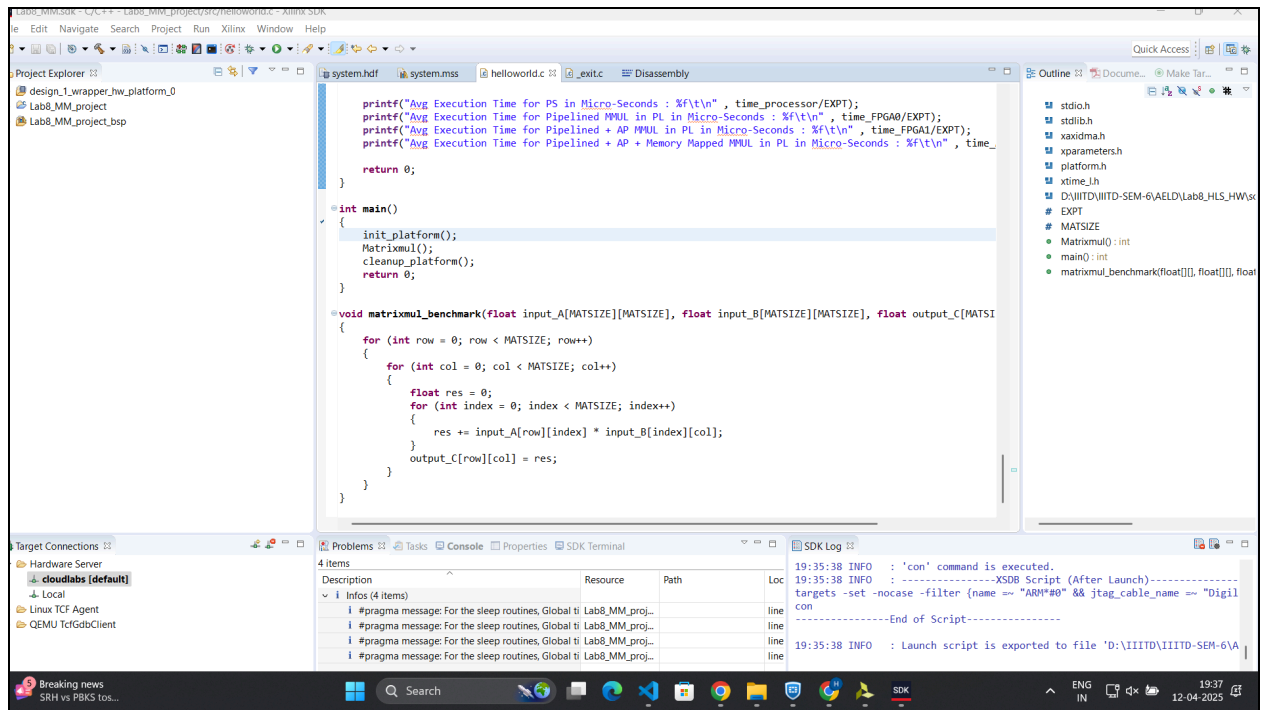 Lab8_MM.sdk - C/C++ - Lab8_MM_project/src/helloworld.c - Xilinx SDK
le Edit Navigate Search Project Run Xilinx Window Help
Quick Access
Project Explorer
design_1_wrapper_hw_platform_0
Lab8_MM_project
Lab8_MM_project_bsp
system.hdf system.mss helloworld.c _exit.c Disassembly
printf("Avg Execution Time for PS in Micro-Seconds : %f\t\n" , time_processor/EXPT);
printf("Avg Execution Time for Pipelined MMUL in PL in Micro-Seconds : %f\t\n" , time_FPGA0/EXPT);
printf("Avg Execution Time for Pipelined + AP MMUL in PL in Micro-Seconds : %f\t\n" , time_FPGA1/EXPT);
printf("Avg Execution Time for Pipelined + AP + Memory Mapped MMUL in PL in Micro-Seconds : %f\t\n" , time_
return 0;
}
int main()
{
init_platform();
Matrixmul();
cleanup_platform();
return 0;
}
void matrixmul_benchmark(float input_A[MATSIZE][MATSIZE], float input_B[MATSIZE][MATSIZE], float output_C[MATSI
{
for (int row = 0; row < MATSIZE; row++)
{
for (int col = 0; col < MATSIZE; col++)
{
float res = 0;
for (int index = 0; index < MATSIZE; index++)
{
res += input_A[row][index] * input_B[index][col];
}
output_C[row][col] = res;
}
}
}
Outline Docume... Make Tar...
stdio.h
stdlib.h
xaxidma.h
xparameters.h
platform.h
xtime_l.h
D:\IIITD\IIITD-SEM-6\AELD\Lab8_HLS_HW\sc
# EXPT
# MATSIZE
Matrixmul() : int
main() : int
matrixmul_benchmark(float[][], float[][], float
Target Connections
Hardware Server
cloudlabs [default]
Local
Linux TCF Agent
QEMU TcfGdbClient
Problems Tasks Console Properties SDK Terminal
4 items
Description Resource Path Loc
Infos (4 items)
#pragma message: For the sleep routines, Global ti Lab8_MM_proj... line
#pragma message: For the sleep routines, Global ti Lab8_MM_proj... line
#pragma message: For the sleep routines, Global ti Lab8_MM_proj... line
#pragma message: For the sleep routines, Global ti Lab8_MM_proj... line
SDK Log
19:35:38 INFO : 'con' command is executed.
19:35:38 INFO : ----------------XSDB Script (After Launch)---------------
targets -set -nocase -filter {name =~ "ARM*#0" && jtag_cable_name =~ "Digil
con
----------------End of Script----------------
19:35:38 INFO : Launch script is exported to file 'D:\IIITD\IIITD-SEM-6\A
5
Breaking news
SRH vs PBKS tos...
Search
SDK
ENG
IN
19:37
12-04-2025